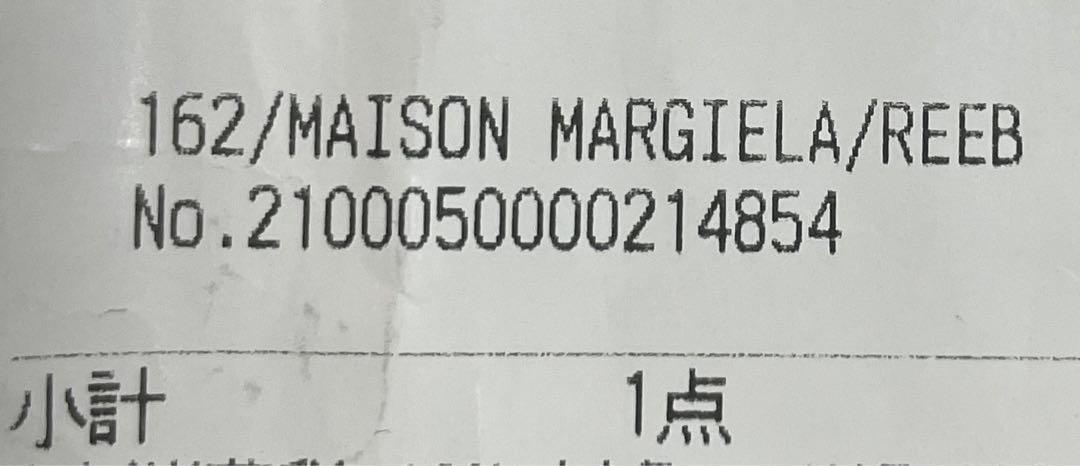 162/MAISON MARGIELA/REEB
No.2100050000214854
小計 1点